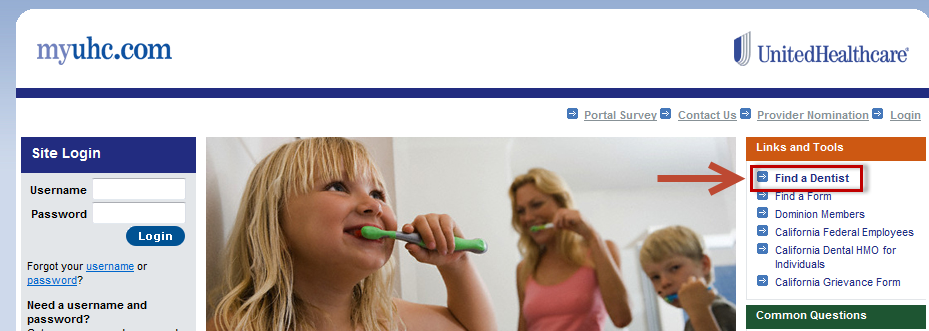 myuhc.com
UnitedHealthcare®
Portal Survey Contact Us Provider Nomination Login
Site Login
Username
Password
Login
Forgot your username or
password?
Need a username and
password?
Links and Tools
Find a Dentist
Find a Form
Dominion Members
California Federal Employees
California Dental HMO for
Individuals
California Grievance Form
Common Questions